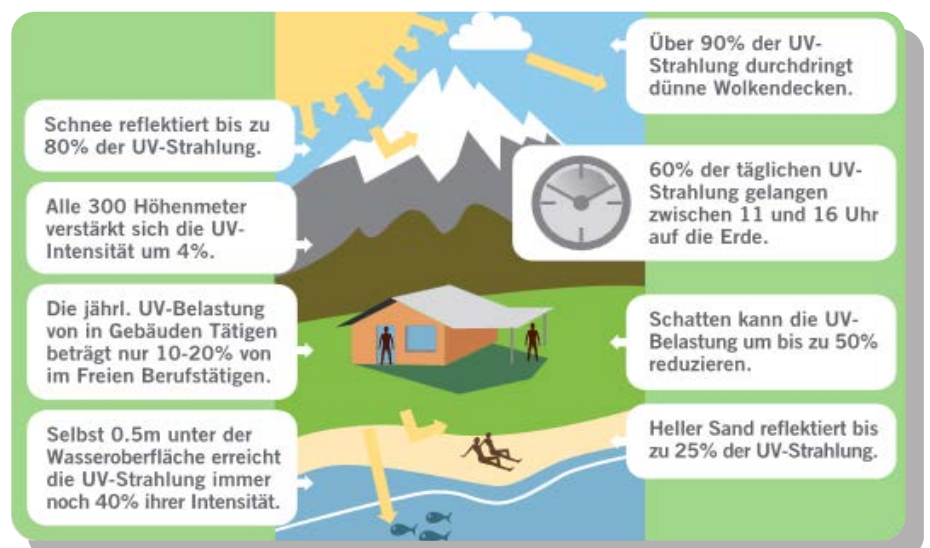 Schnee reflektiert bis zu
80% der UV-Strahlung.
Alle 300 Höhenmeter
verstärkt sich die UV-
Intensität um 4%.
Die jährl. UV-Belastung
von in Gebäuden Tätigen
beträgt nur 10-20% von
im Freien Berufstätigen.
Selbst 0.5m unter der
Wasseroberfläche erreicht
die UV-Strahlung immer
noch 40% ihrer Intensität.
Über 90% der UV-
Strahlung durchdringt
dünne Wolkendecken.
60% der täglichen UV-
Strahlung gelangen
zwischen 11 und 16 Uhr
auf die Erde.
Schatten kann die UV-
Belastung um bis zu 50%
reduzieren.
Heller Sand reflektiert bis
zu 25% der UV-Strahlung.